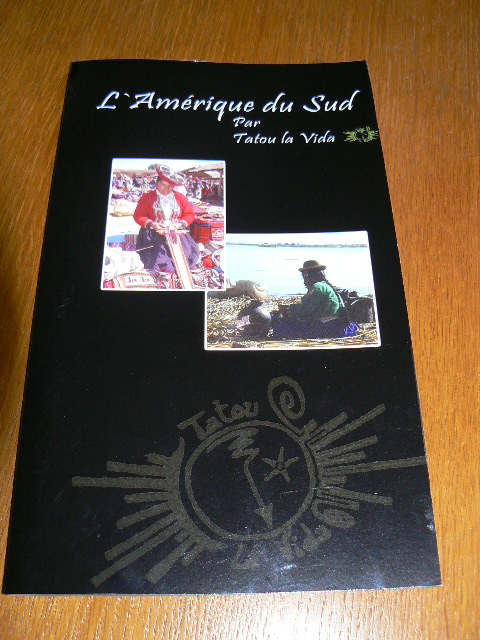 L`Amérique du Sud
Par
Tatou la Vida
Tatou